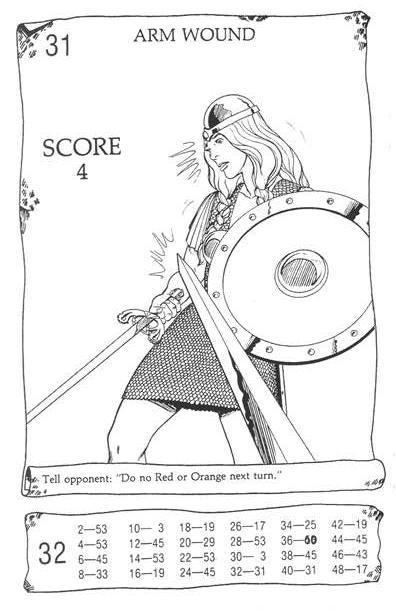 31
ARM WOUND
SCORE
4
Tell opponent: "Do no Red or Orange next turn."
32
2—53 10— 3 18—19 26—17 34—25 42—19
4—53 12—45 20—29 28—53 36—60 44—45
6—45 14—53 22—53 30— 3 38—45 46—43
8—33 16—19 24—45 32—31 40—31 48—17